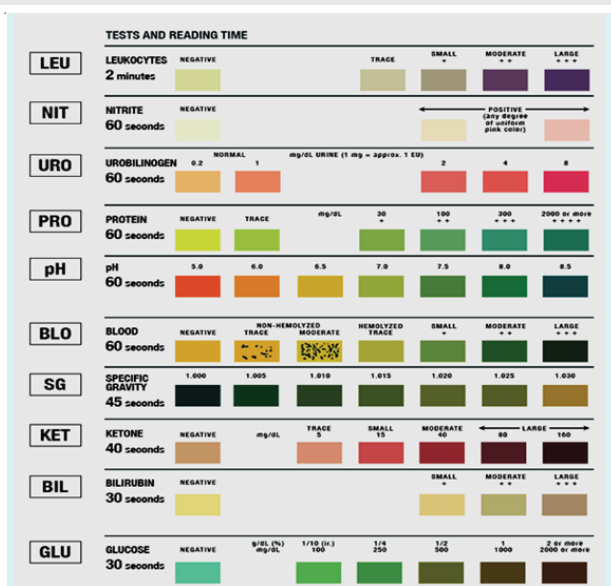 TESTS AND READING TIME
LEU
LEUKOCYTES
2 minutes
NEGATIVE
TRACE
SMALL
+
MODERATE
+ +
LARGE
+ + +
NIT
NITRITE
60 seconds
NEGATIVE
POSITIVE
(any degree
of uniform
pink color)
URO
UROBILINOGEN
60 seconds
NORMAL
0.2 1
mg/dL URINE (1 mg = approx. 1 EU)
2 4 8
PRO
PROTEIN
60 seconds
NEGATIVE
TRACE
mg/dL
30
+
100
+ +
300
+ + +
2000 or more
+ + + +
pH
pH
60 seconds
5.0 6.0 6.5 7.0 7.5 8.0 8.5
BLO
BLOOD
60 seconds
NEGATIVE
NON-HEMOLYZED
TRACE MODERATE
HEMOLYZED
TRACE
SMALL
+
MODERATE
+ +
LARGE
+ + +
SG
SPECIFIC
GRAVITY
45 seconds
1.000 1.005 1.010 1.015 1.020 1.025 1.030
KET
KETONE
40 seconds
NEGATIVE
mg/dL
TRACE
5
SMALL
15
MODERATE
40
LARGE
80 160
BIL
BILIRUBIN
30 seconds
NEGATIVE
SMALL
+
MODERATE
+ +
LARGE
+ + +
GLU
GLUCOSE
30 seconds
NEGATIVE
g/dL (%)
mg/dL
1/10 (tr.)
100
1/4
250
1/2
500
1
1000
2 or more
2000 or more